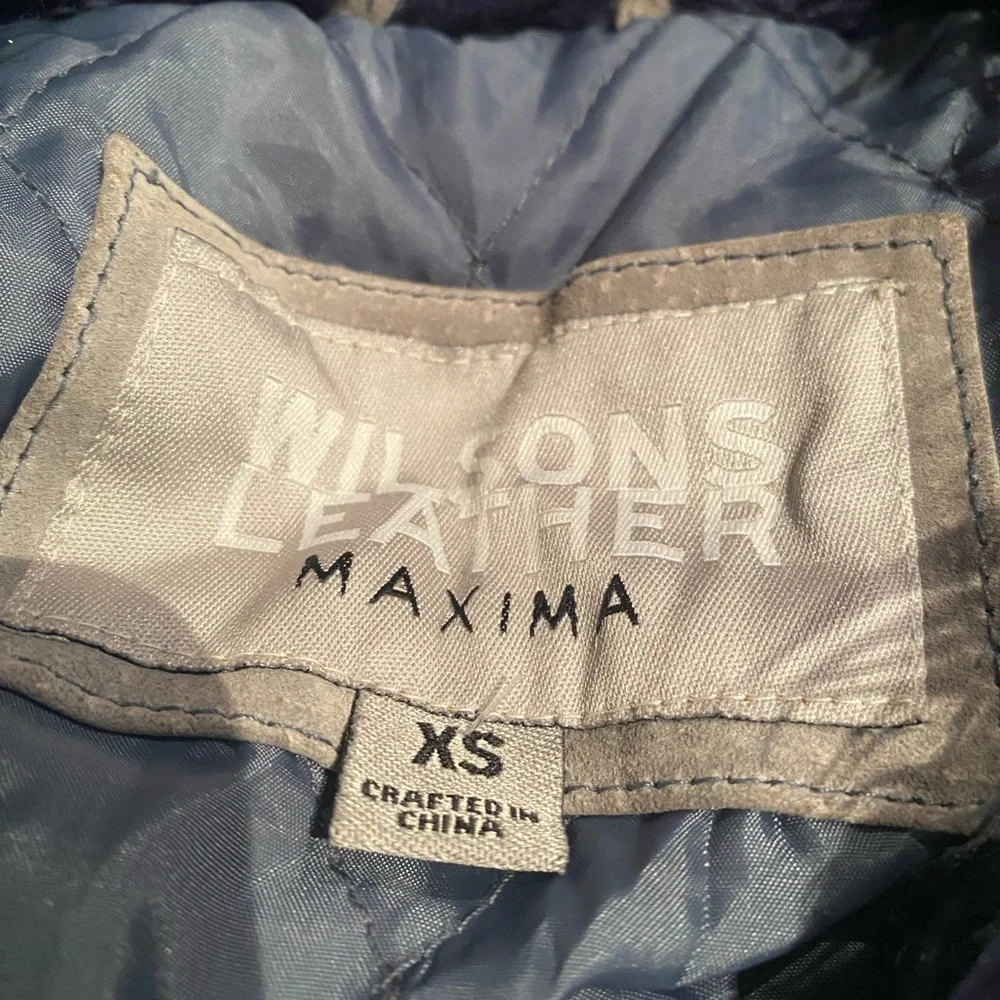 WILSONS
LEATHER
MAXIMA
XS
CRAFTED IN
CHINA